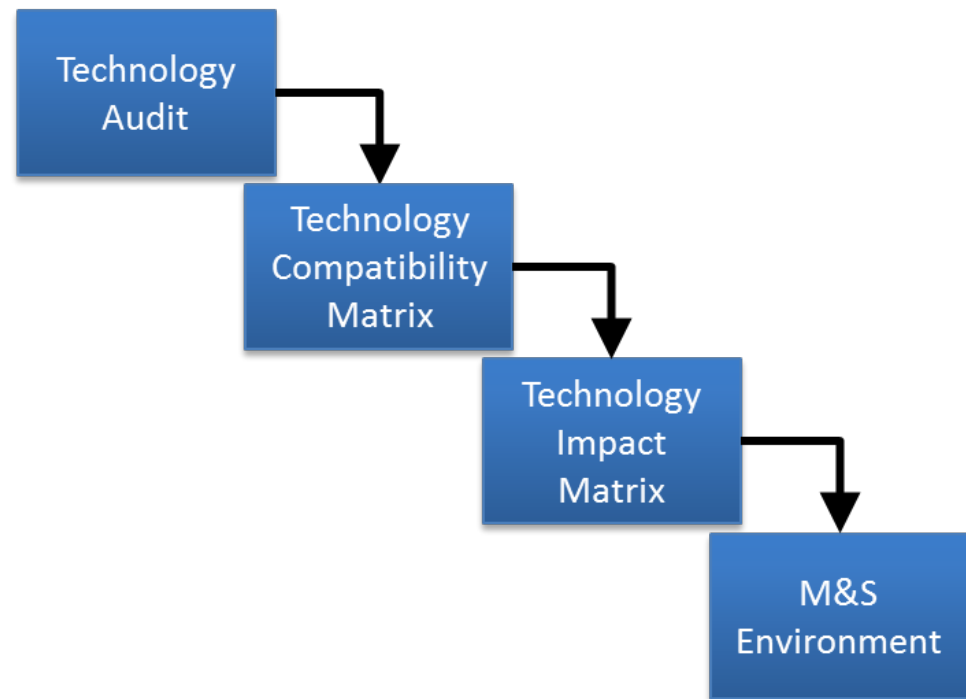 Technology
Audit
Technology
Compatibility
Matrix
Technology
Impact
Matrix
M&S
Environment